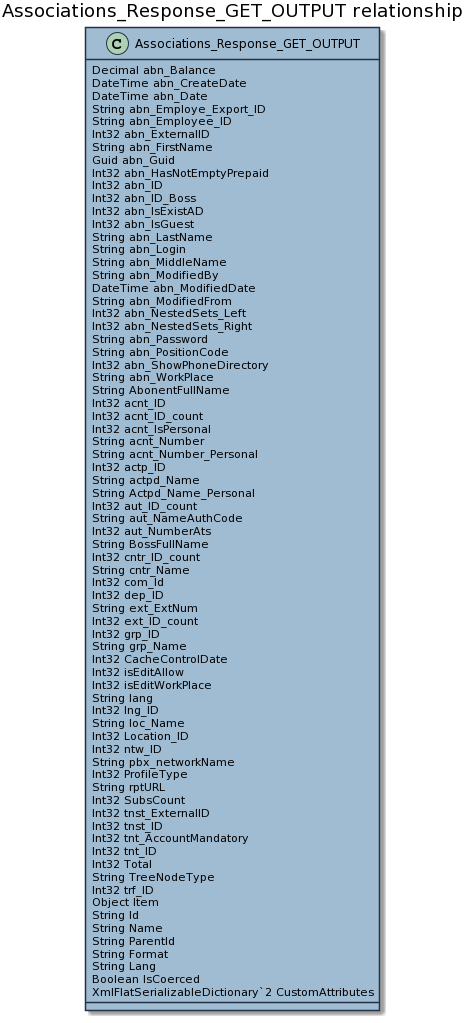 Associations_Response_GET_OUTPUT relationship
C Associations_Response_GET_OUTPUT
Decimal abn_Balance
DateTime abn_CreateDate
DateTime abn_Date
String abn_Employe_Export_ID
String abn_Employee_ID
Int32 abn_ExternalID
String abn_FirstName
Guid abn_Guid
Int32 abn_HasNotEmptyPrepaid
Int32 abn_ID
Int32 abn_ID_Boss
Int32 abn_IsExistAD
Int32 abn_IsGuest
String abn_LastName
String abn_Login
String abn_MiddleName
String abn_ModifiedBy
DateTime abn_ModifiedDate
String abn_ModifiedFrom
Int32 abn_NestedSets_Left
Int32 abn_NestedSets_Right
String abn_Password
String abn_PositionCode
Int32 abn_ShowPhoneDirectory
String abn_WorkPlace
String AbonentFullName
Int32 acnt_ID
Int32 acnt_ID_count
Int32 acnt_IsPersonal
String acnt_Number
String acnt_Number_Personal
Int32 actp_ID
String actpd_Name
String Actpd_Name_Personal
Int32 aut_ID_count
String aut_NameAuthCode
Int32 aut_NumberAts
String BossFullName
Int32 cntr_ID_count
String cntr_Name
Int32 com_Id
Int32 dep_ID
String ext_ExtNum
Int32 ext_ID_count
Int32 grp_ID
String grp_Name
Int32 CacheControlDate
Int32 isEditAllow
Int32 isEditWorkPlace
String lang
Int32 lng_ID
String loc_Name
Int32 Location_ID
Int32 ntw_ID
String pbx_networkName
Int32 ProfileType
String rptURL
Int32 SubsCount
Int32 tnst_ExternalID
Int32 tnst_ID
Int32 tnt_AccountMandatory
Int32 tnt_ID
Int32 Total
String TreeNodeType
Int32 trf_ID
Object Item
String Id
String Name
String ParentId
String Format
String Lang
Boolean IsCoerced
XmlFlatSerializableDictionary`2 CustomAttributes